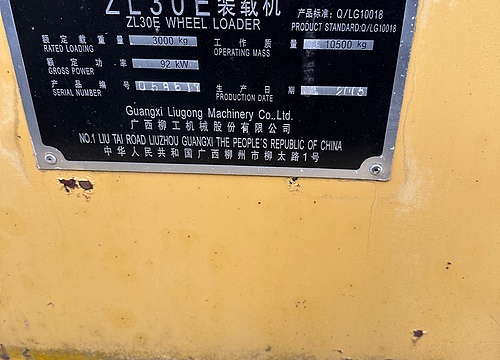 ZL30E装载机
产品标准: Q/LG10018
ZL30E WHEEL LOADER
PRODUCT STANDARD:Q/LG10018
额定载重量 3000 kg 工作质量 10500 kg
RATED LOADING OPERATING MASS
额定功率 92 kW
GROSS POWER
产品编号 生产日期
SERIAL NUMBER PRODUCTION DATE
Guangxi Liugong Machinery Co.,Ltd.
广西柳工机械股份有限公司
NO.1 LIU TAI ROAD LIUZHOU GUANGXI THE PEOPLE'S REPUBLIC OF CHINA
中华人民共和国广西柳州市柳太路1号